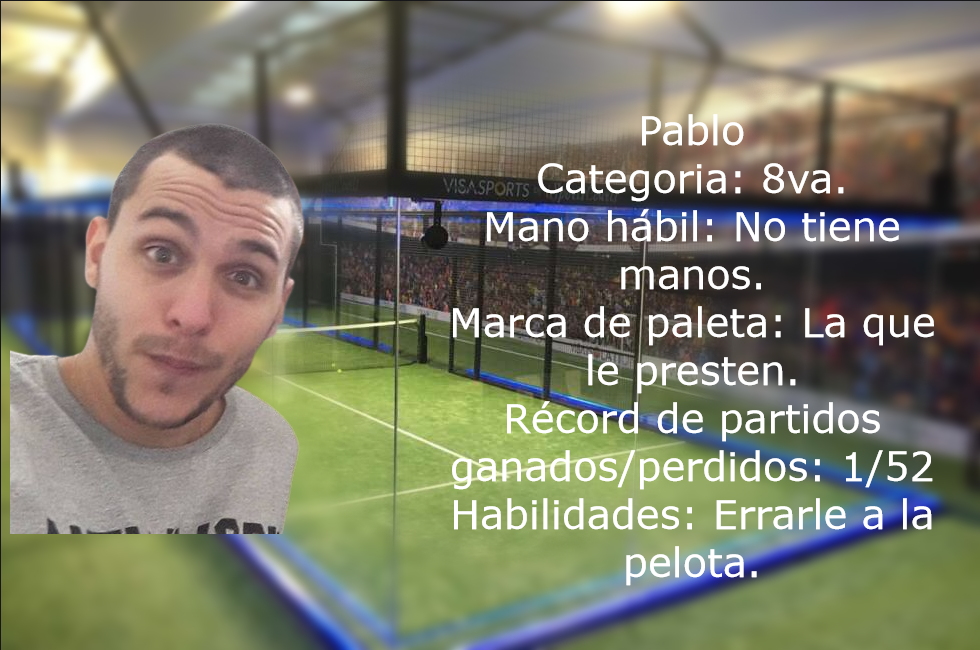 Pablo
Categoria: 8va.
Mano hábil: No tiene
manos.
Marca de paleta: La que
le presten.
Récord de partidos
ganados/perdidos: 1/52
Habilidades: Errarle a la
pelota.
VISASPORTS